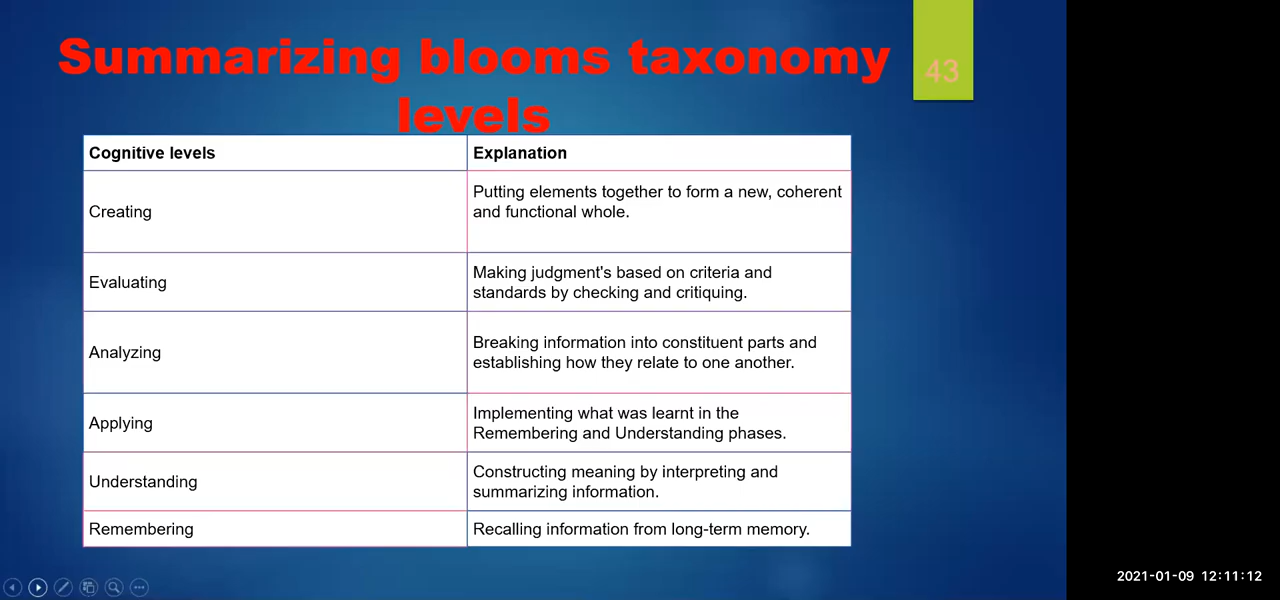 Summarizing blooms taxonomy
levels
43
Cognitive levels
Explanation
Creating
Putting elements together to form a new, coherent
and functional whole.
Evaluating
Making judgment's based on criteria and
standards by checking and critiquing.
Analyzing
Breaking information into constituent parts and
establishing how they relate to one another.
Applying
Implementing what was learnt in the
Remembering and Understanding phases.
Understanding
Constructing meaning by interpreting and
summarizing information.
Remembering
Recalling information from long-term memory.
2021-01-09 12:11:12